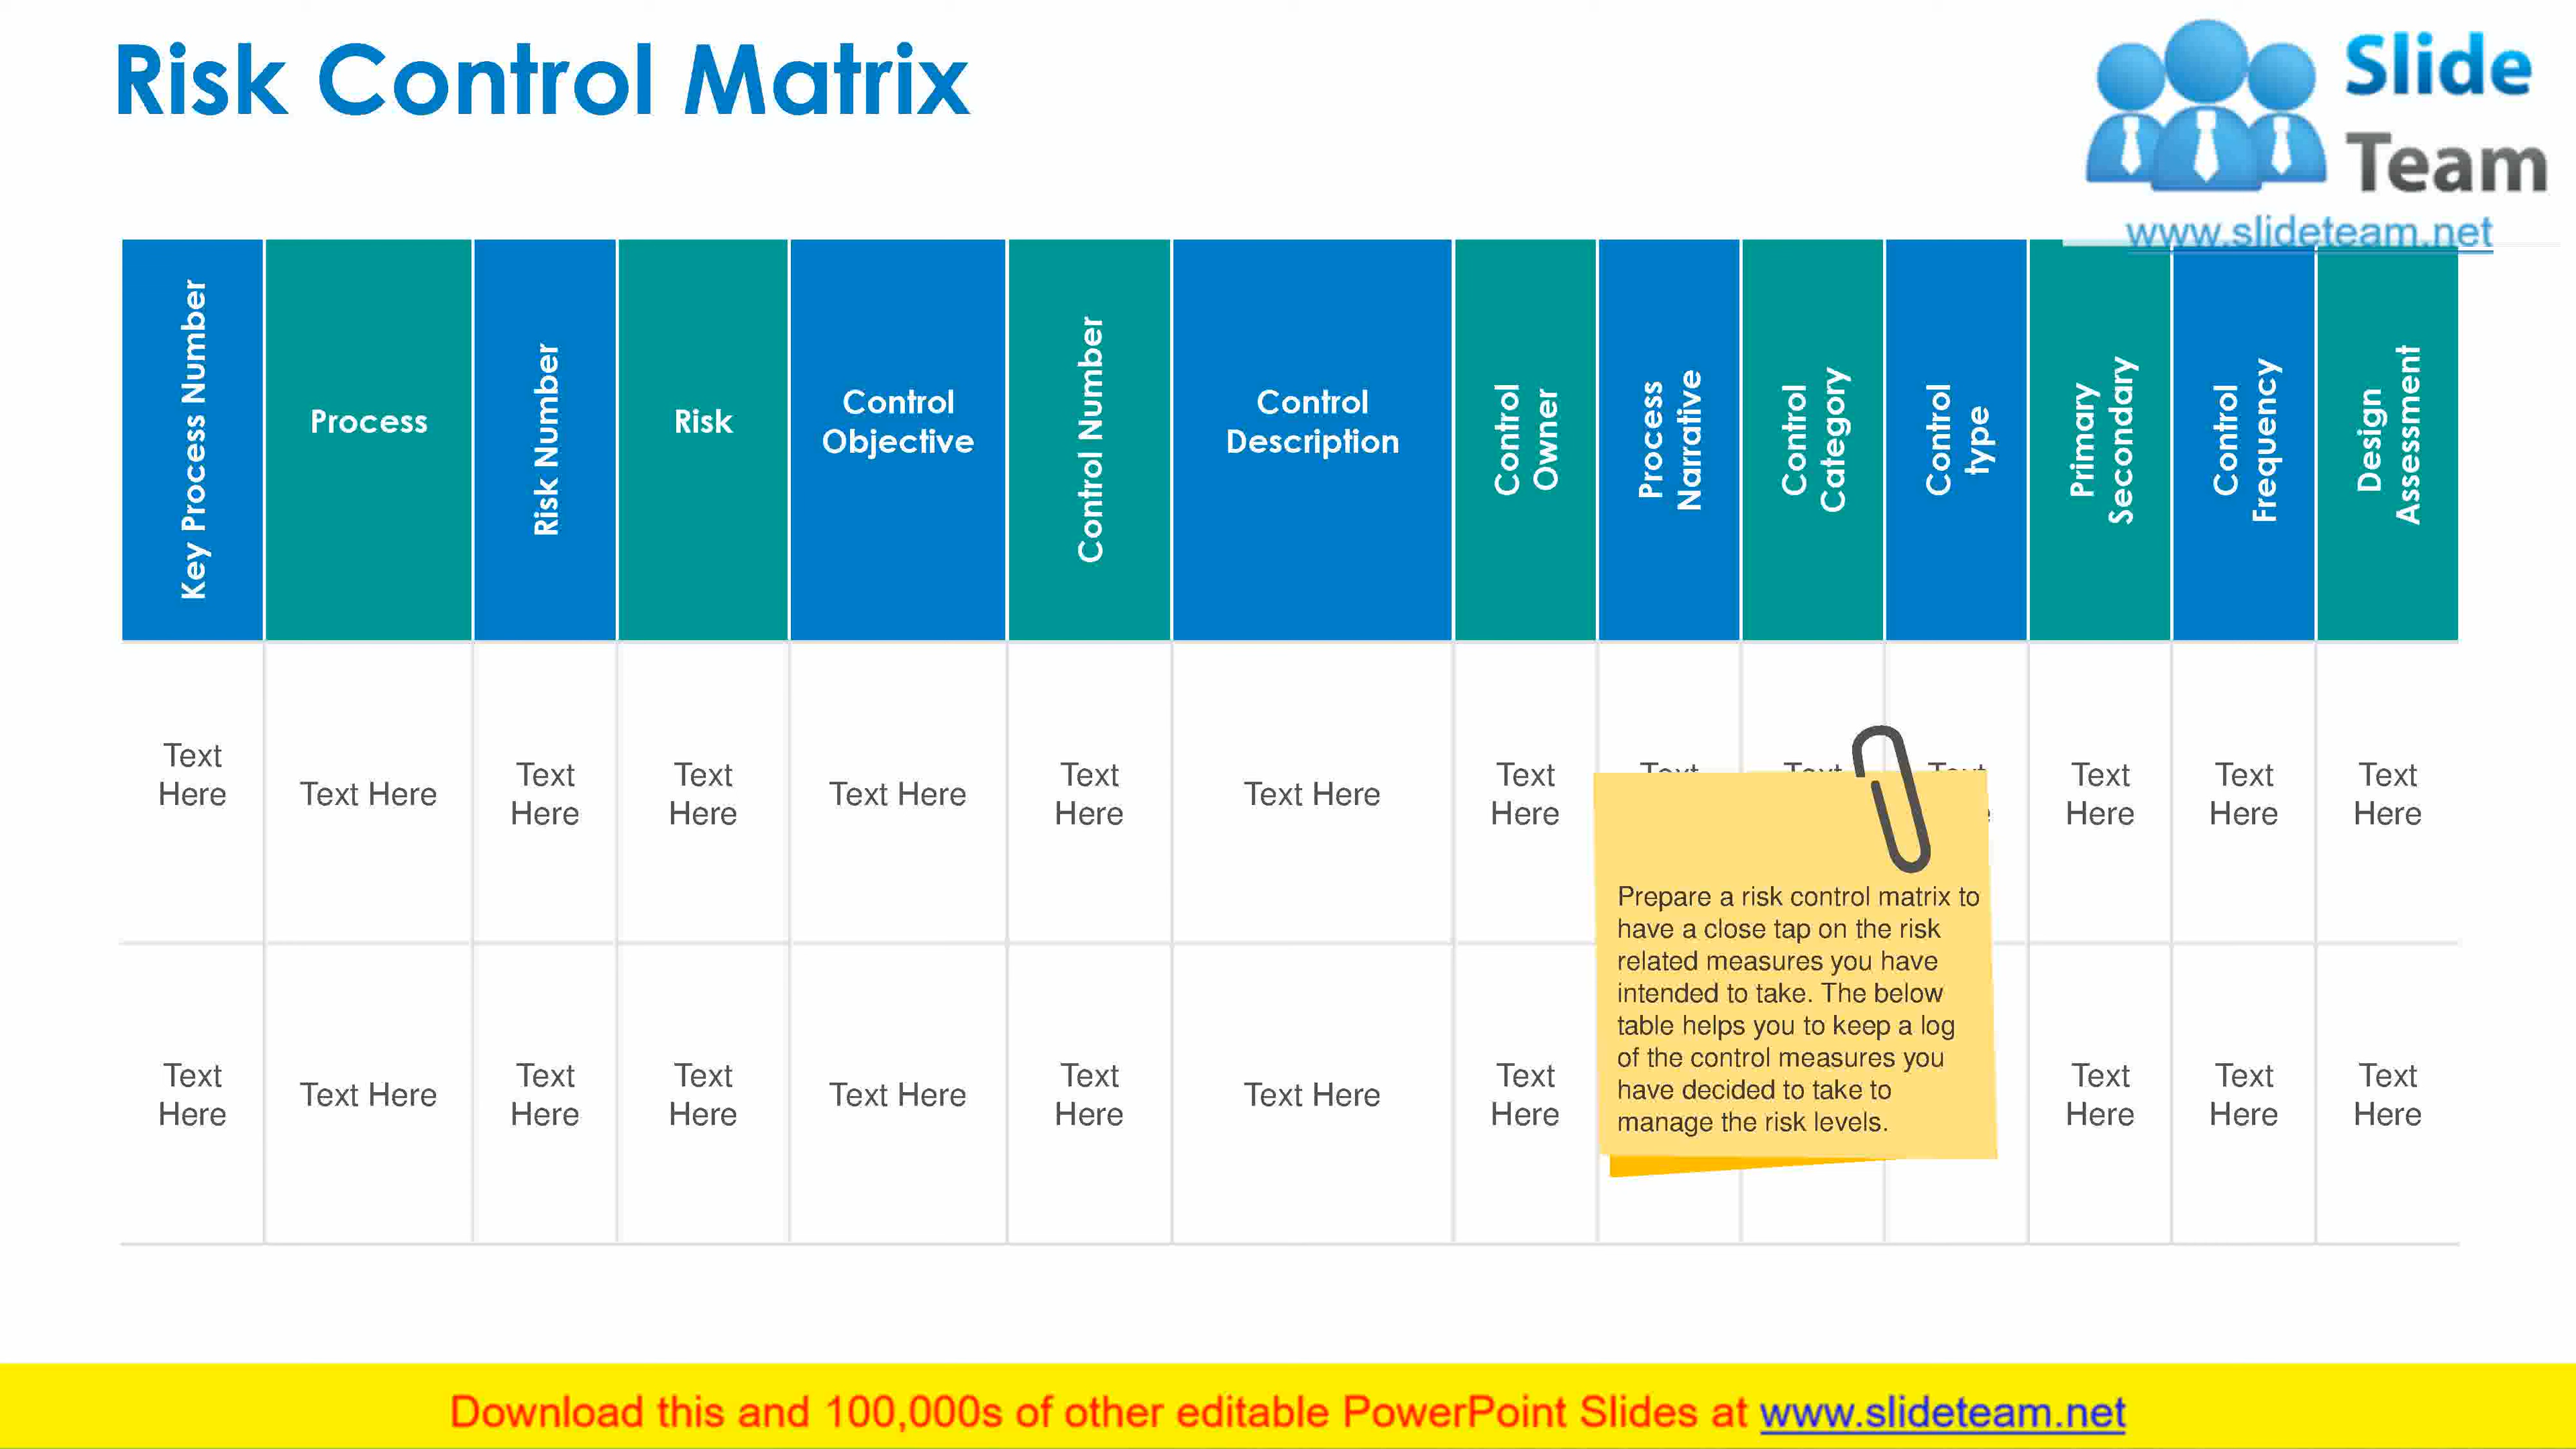 Risk Control Matrix
Slide
Team
www.slideteam.net
Key Process Number
Process
Risk Number
Risk
Control
Objective
Control Number
Control
Description
Control
Owner
Process
Narrative
Control
Category
Control
type
Primary
Secondary
Control
Frequency
Design
Assessment
Text
Here
Text Here
Text
Here
Text
Here
Text Here
Text
Here
Text Here
Text
Here
Text
Here
Text
Here
Text
Here
Prepare a risk control matrix to
have a close tap on the risk
related measures you have
intended to take. The below
table helps you to keep a log
of the control measures you
have decided to take to
manage the risk levels.
Text
Here
Text Here
Text
Here
Text
Here
Text Here
Text
Here
Text Here
Text
Here
Text
Here
Text
Here
Text
Here
Download this and 100,000s of other editable PowerPoint Slides at www.slideteam.net